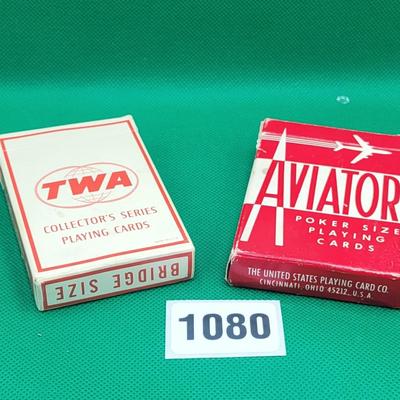 TWA
COLLECTOR'S SERIES
PLAYING CARDS
BRIDGE SIZE
AVIATOR
POKER SIZE
PLAYING
CARDS
THE UNITED STATES PLAYING CARD CO.
CINCINNATI, OHIO 45212, U.S.A.
1080